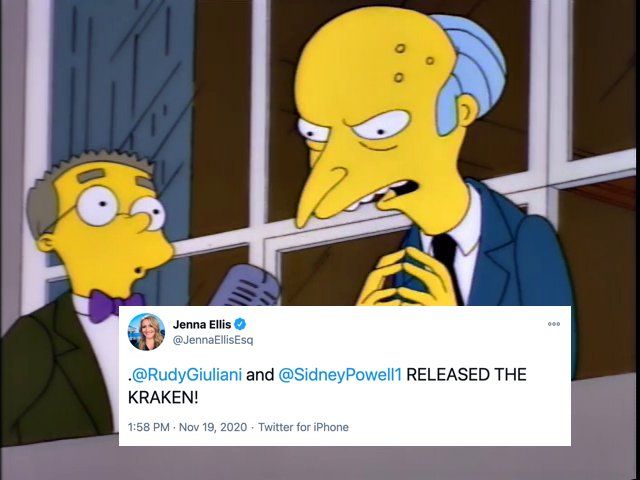 Jenna Ellis
@JennaEllisEsq
.@RudyGiuliani and @SidneyPowell1 RELEASED THE
KRAKEN!
1:58 PM · Nov 19, 2020 · Twitter for iPhone